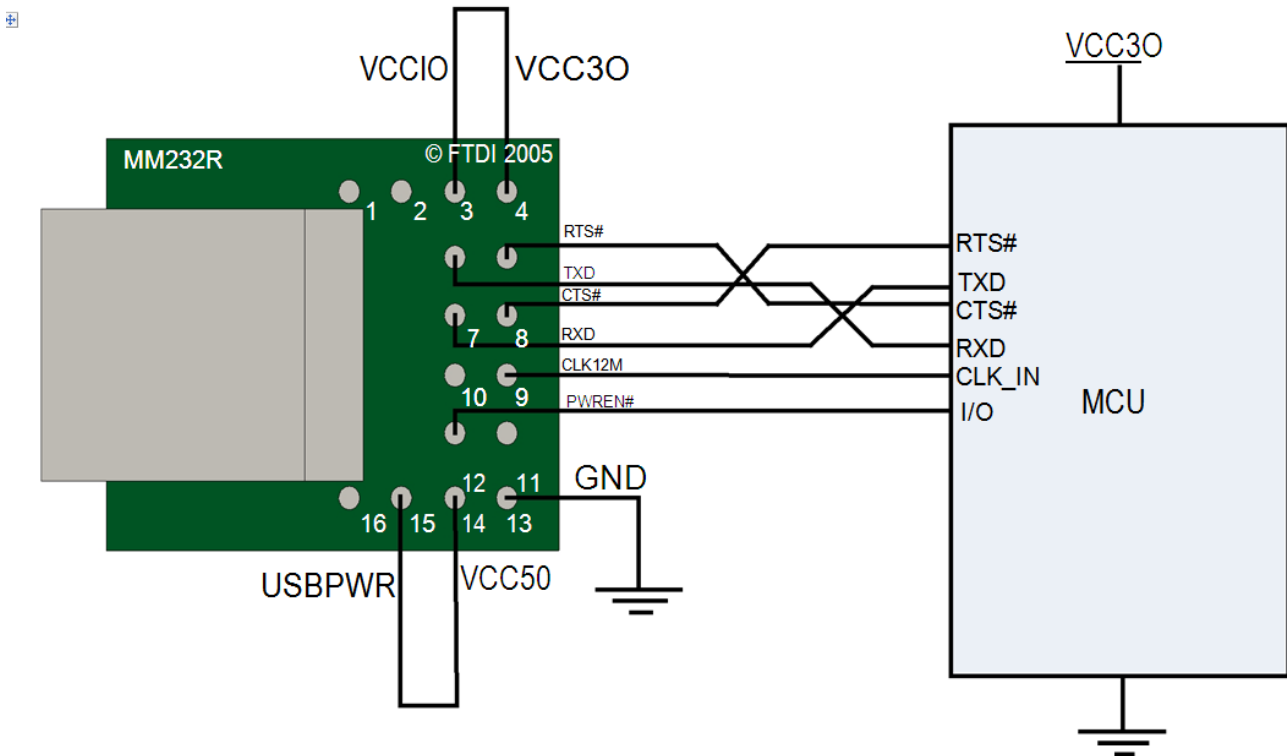 VCCIO VCC3O
VCC3O
MM232R © FTDI 2005
1 2 3 4
RTS#
RTS#
TXD
TXD
CTS#
CTS#
7 8
RXD
RXD
CLK12M
CLK_IN
10 9
PWREN#
I/O
MCU
12 11
GND
16 15 14 13
USBPWR VCC50